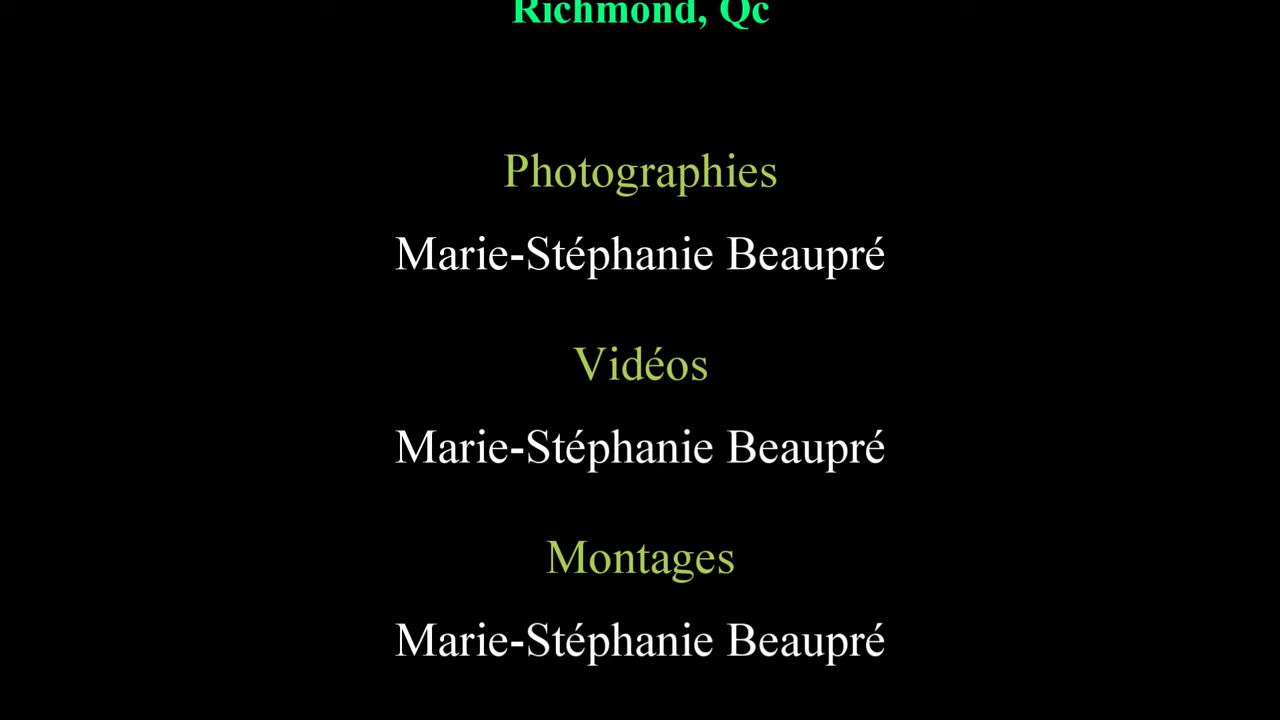 Richmond, Qc
Photographies
Marie-Stéphanie Beaupré
Vidéos
Marie-Stéphanie Beaupré
Montages
Marie-Stéphanie Beaupré